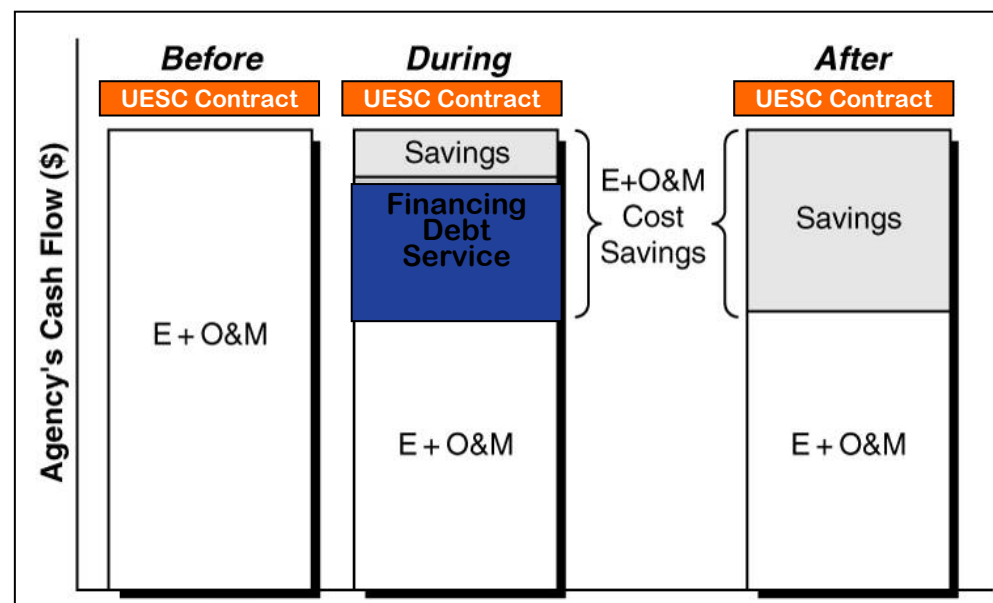 Before
During
After
UESC Contract
UESC Contract
UESC Contract
Agency's Cash Flow ($)
E + O&M
Savings
Financing
Debt
Service
E + O&M
E+O&M
Cost
Savings
Savings
E + O&M